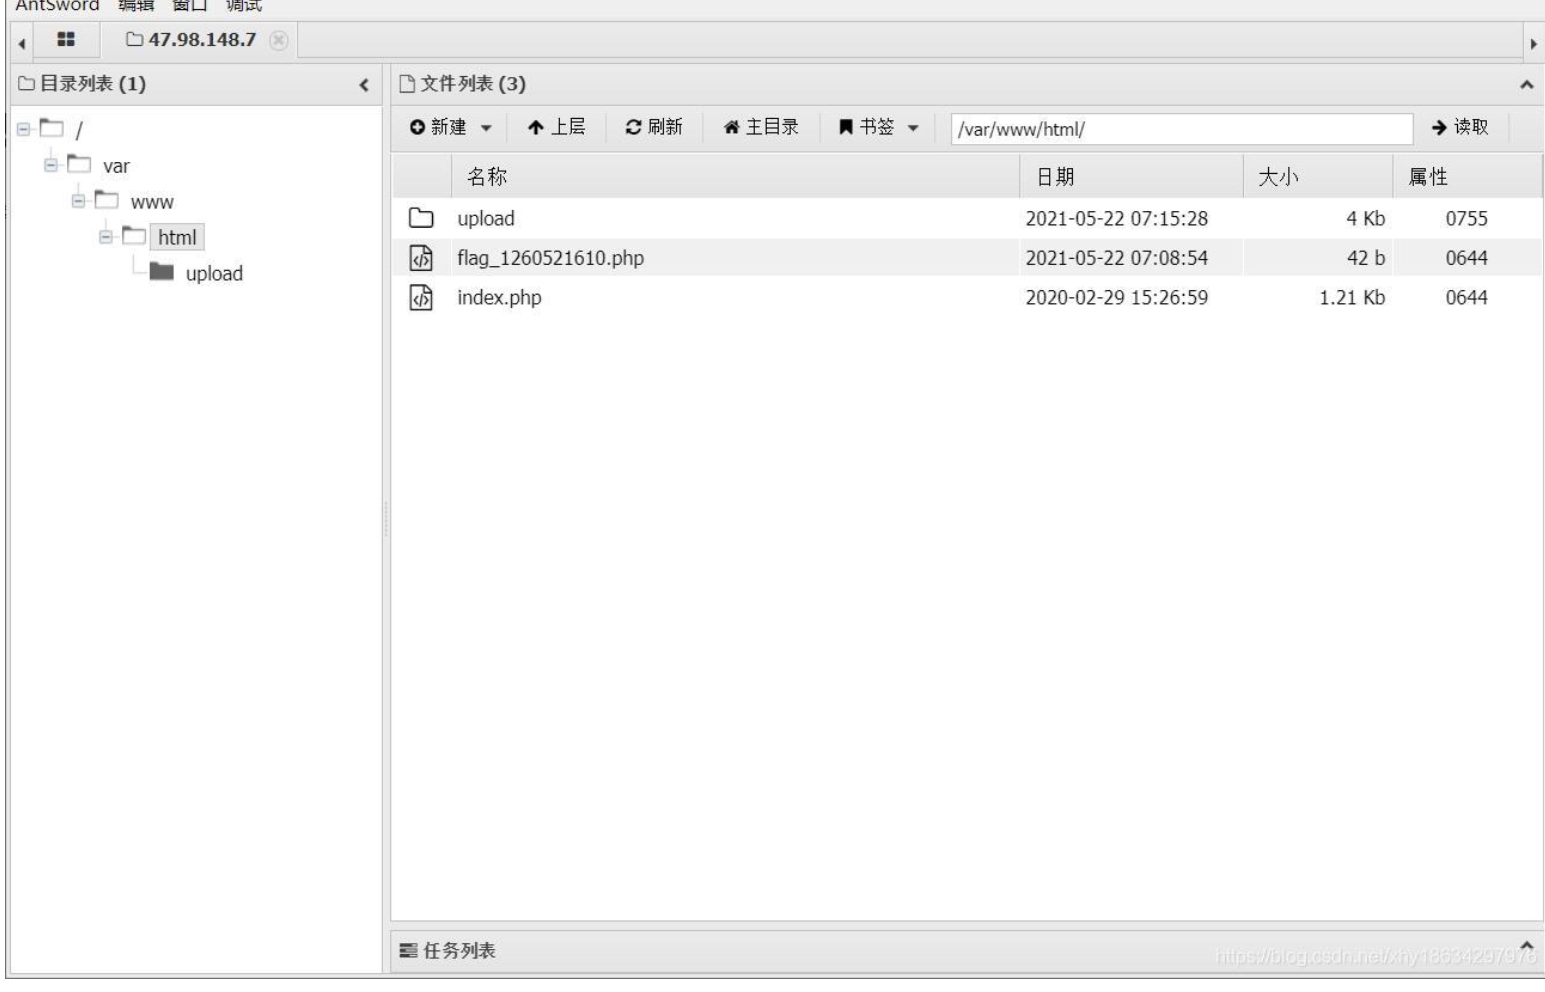 AntSword 编辑 窗口 调试
47.98.148.7
目录列表 (1)
文件列表 (3)
新建 上层 刷新 主目录 书签 /var/www/html/ 读取
/
var
www
html
upload
名称 日期 大小 属性
upload 2021-05-22 07:15:28 4 Kb 0755
flag_1260521610.php 2021-05-22 07:08:54 42 b 0644
index.php 2020-02-29 15:26:59 1.21 Kb 0644
任务列表
https://blog.csdn.net/xhy18634297976